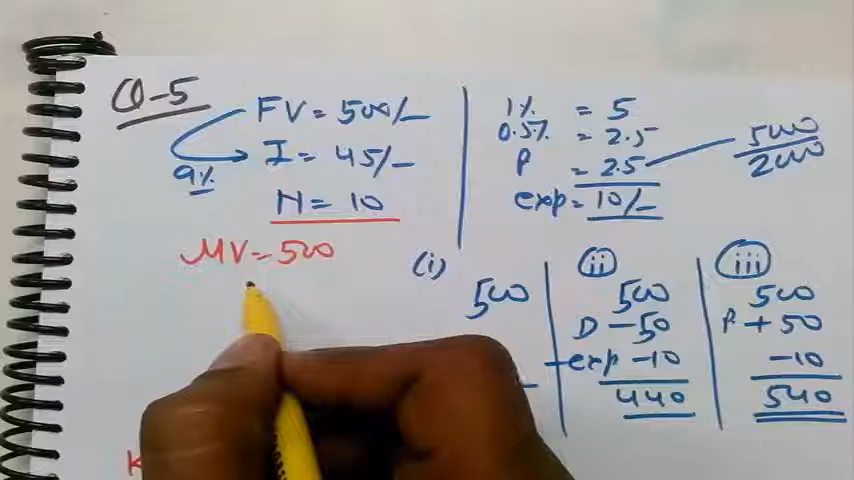 Q-5
FV = 500/-
9%
I = 45/-
N = 10
MV = 500
1% = 5
0.5% = 2.5
P = 2.5
500
2000
exp = 10/-
(i)
500
(ii)
500
D - 50
exp - 10
440
(iii)
500
P + 50
- 10
540
K